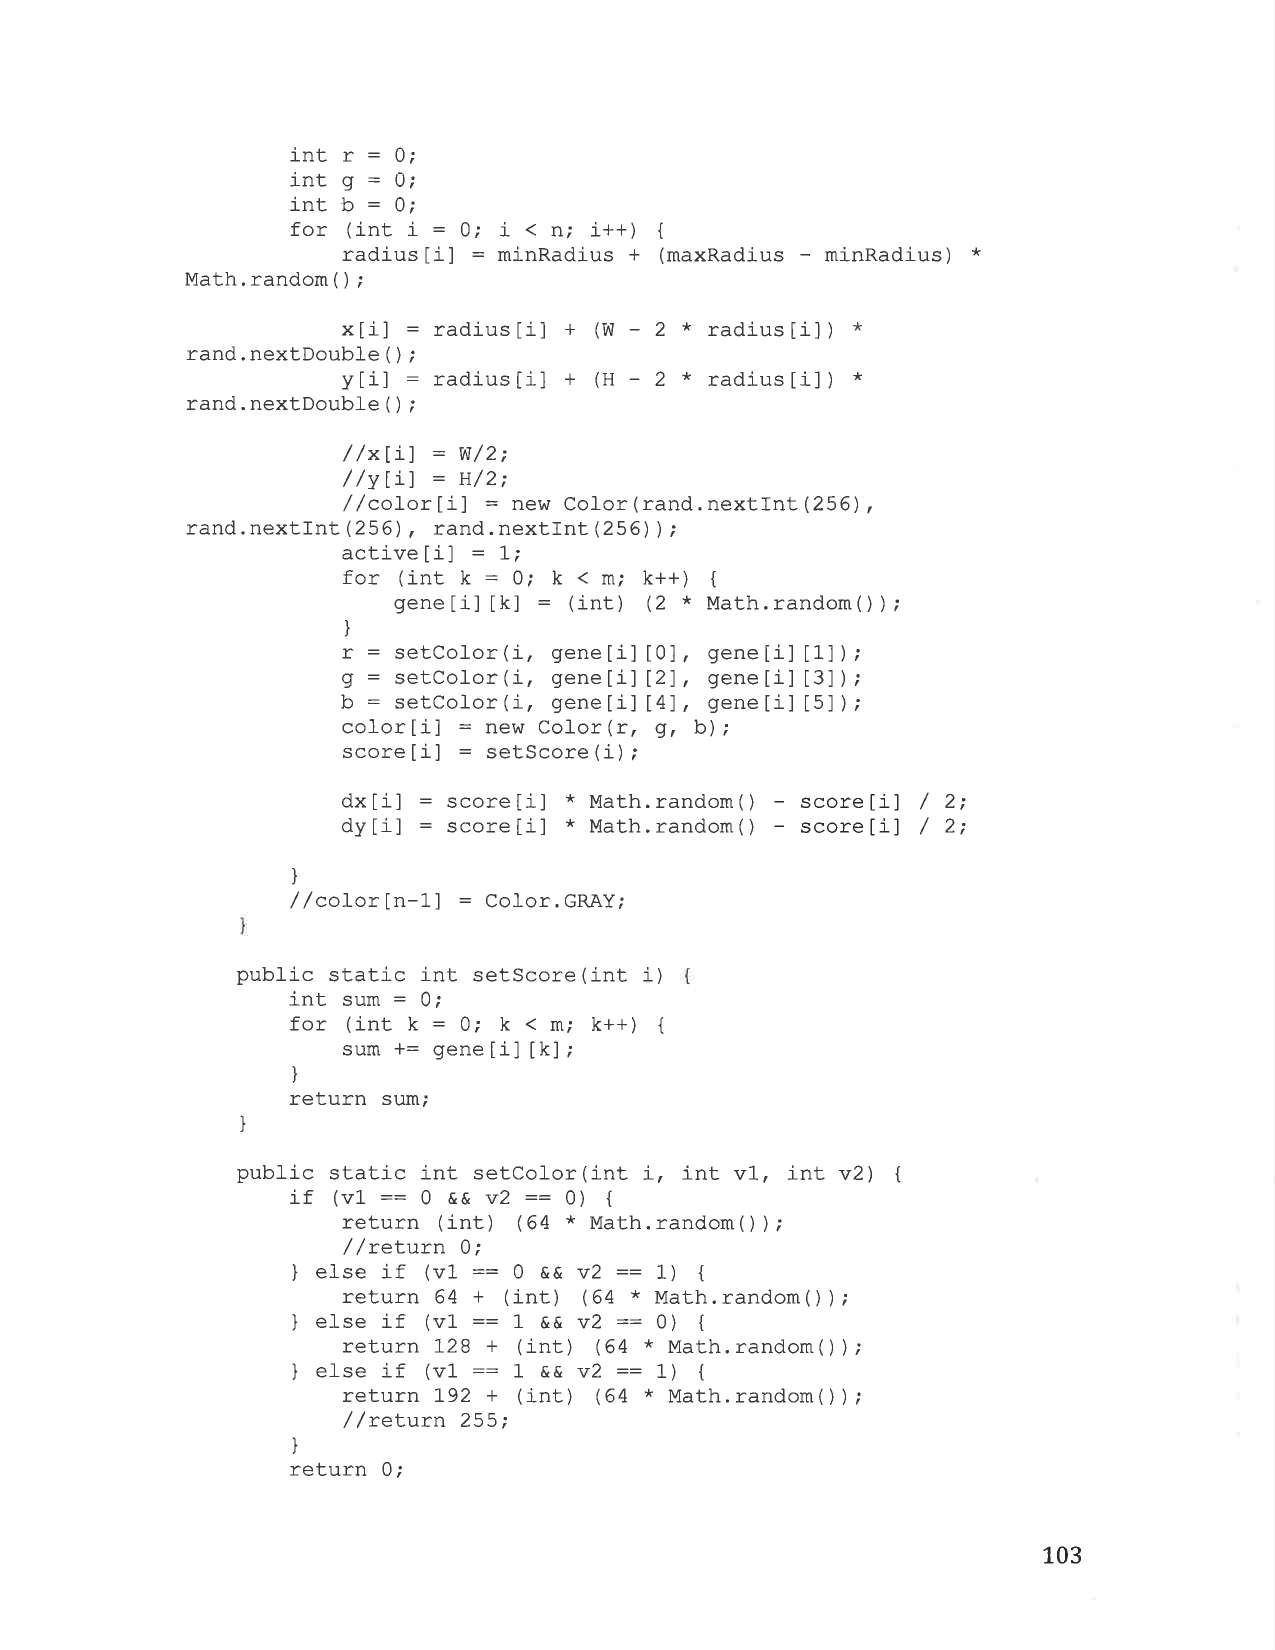 int r = 0;
int g = 0;
int b = 0;
for (int i = 0; i < n; i++) {
radius[i] = minRadius + (maxRadius - minRadius) *
Math.random();
x[i] = radius[i] + (W - 2 * radius[i]) *
rand.nextDouble();
y[i] = radius[i] + (H - 2 * radius[i]) *
rand.nextDouble();
//x[i] = W/2;
//y[i] = H/2;
//color[i] = new Color(rand.nextInt(256),
rand.nextInt(256), rand.nextInt(256));
active[i] = 1;
for (int k = 0; k < m; k++) {
gene[i][k] = (int) (2 * Math.random());
}
r = setColor(i, gene[i][0], gene[i][1]);
g = setColor(i, gene[i][2], gene[i][3]);
b = setColor(i, gene[i][4], gene[i][5]);
color[i] = new Color(r, g, b);
score[i] = setScore(i);
dx[i] = score[i] * Math.random() - score[i] / 2;
dy[i] = score[i] * Math.random() - score[i] / 2;
}
//color[n-1] = Color.GRAY;
}
public static int setScore(int i) {
int sum = 0;
for (int k = 0; k < m; k++) {
sum += gene[i][k];
}
return sum;
}
public static int setColor(int i, int v1, int v2) {
if (v1 == 0 && v2 == 0) {
return (int) (64 * Math.random());
//return 0;
} else if (v1 == 0 && v2 == 1) {
return 64 + (int) (64 * Math.random());
} else if (v1 == 1 && v2 == 0) {
return 128 + (int) (64 * Math.random());
} else if (v1 == 1 && v2 == 1) {
return 192 + (int) (64 * Math.random());
//return 255;
}
return 0;
103